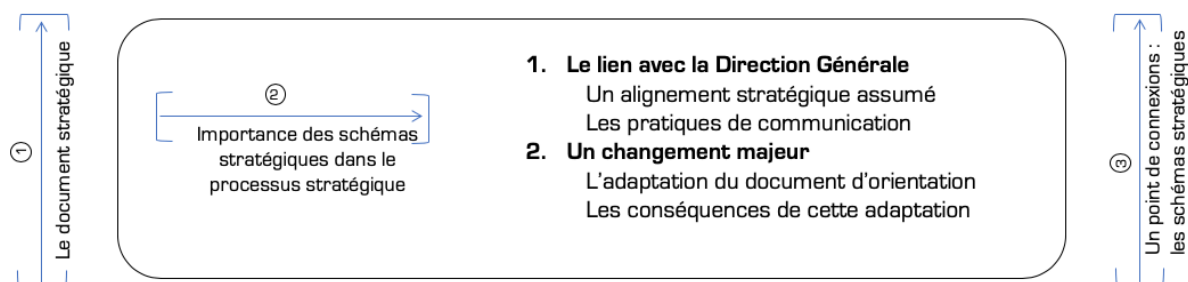 ①
Le document stratégique
②
Importance des schémas
stratégiques dans le
processus stratégique
1. Le lien avec la Direction Générale
Un alignement stratégique assumé
Les pratiques de communication
2. Un changement majeur
L'adaptation du document d'orientation
Les conséquences de cette adaptation
③
Un point de connexions :
les schémas stratégiques